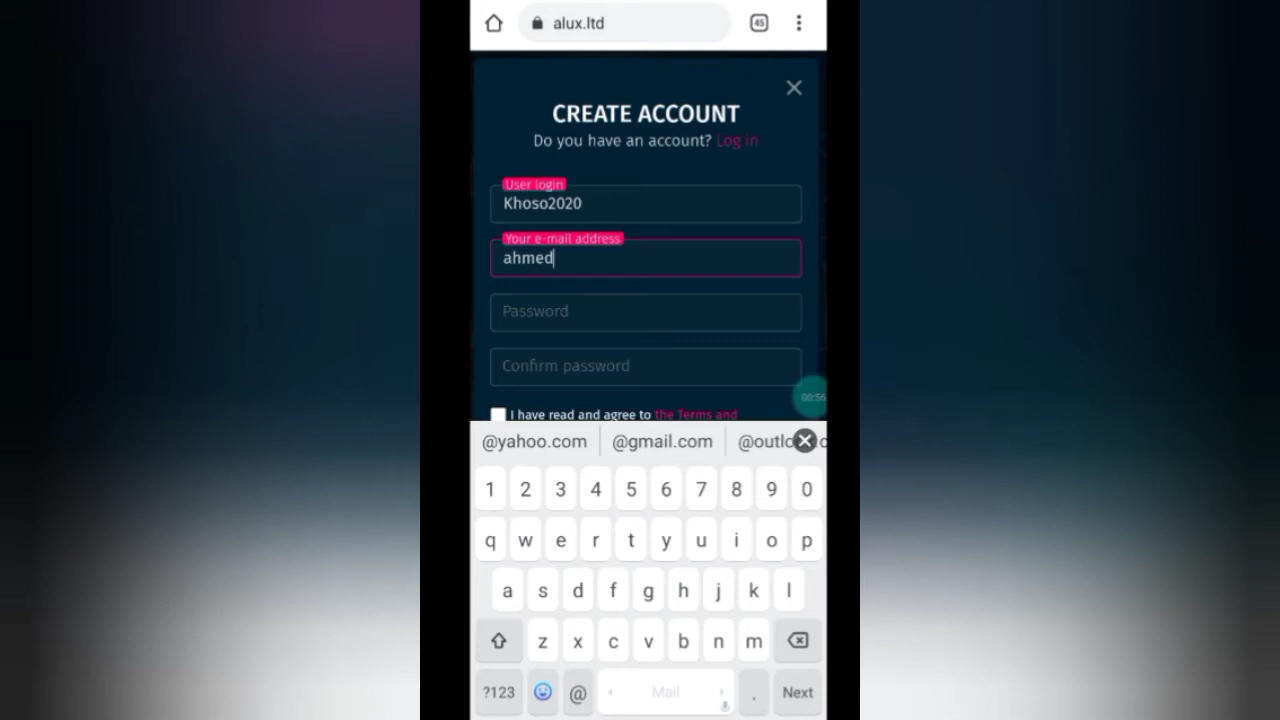 alux.ltd
45
CREATE ACCOUNT
Do you have an account? Log in
User login
Khoso2020
Your e-mail address
ahmed
Password
Confirm password
00:56
I have read and agree to the Terms and
@yahoo.com @gmail.com
1 2 3 4 5 6 7 8 9 0
q w e r t y u i o p
a s d f g h j k l
z x c v b n m
?123 @ Mail . Next